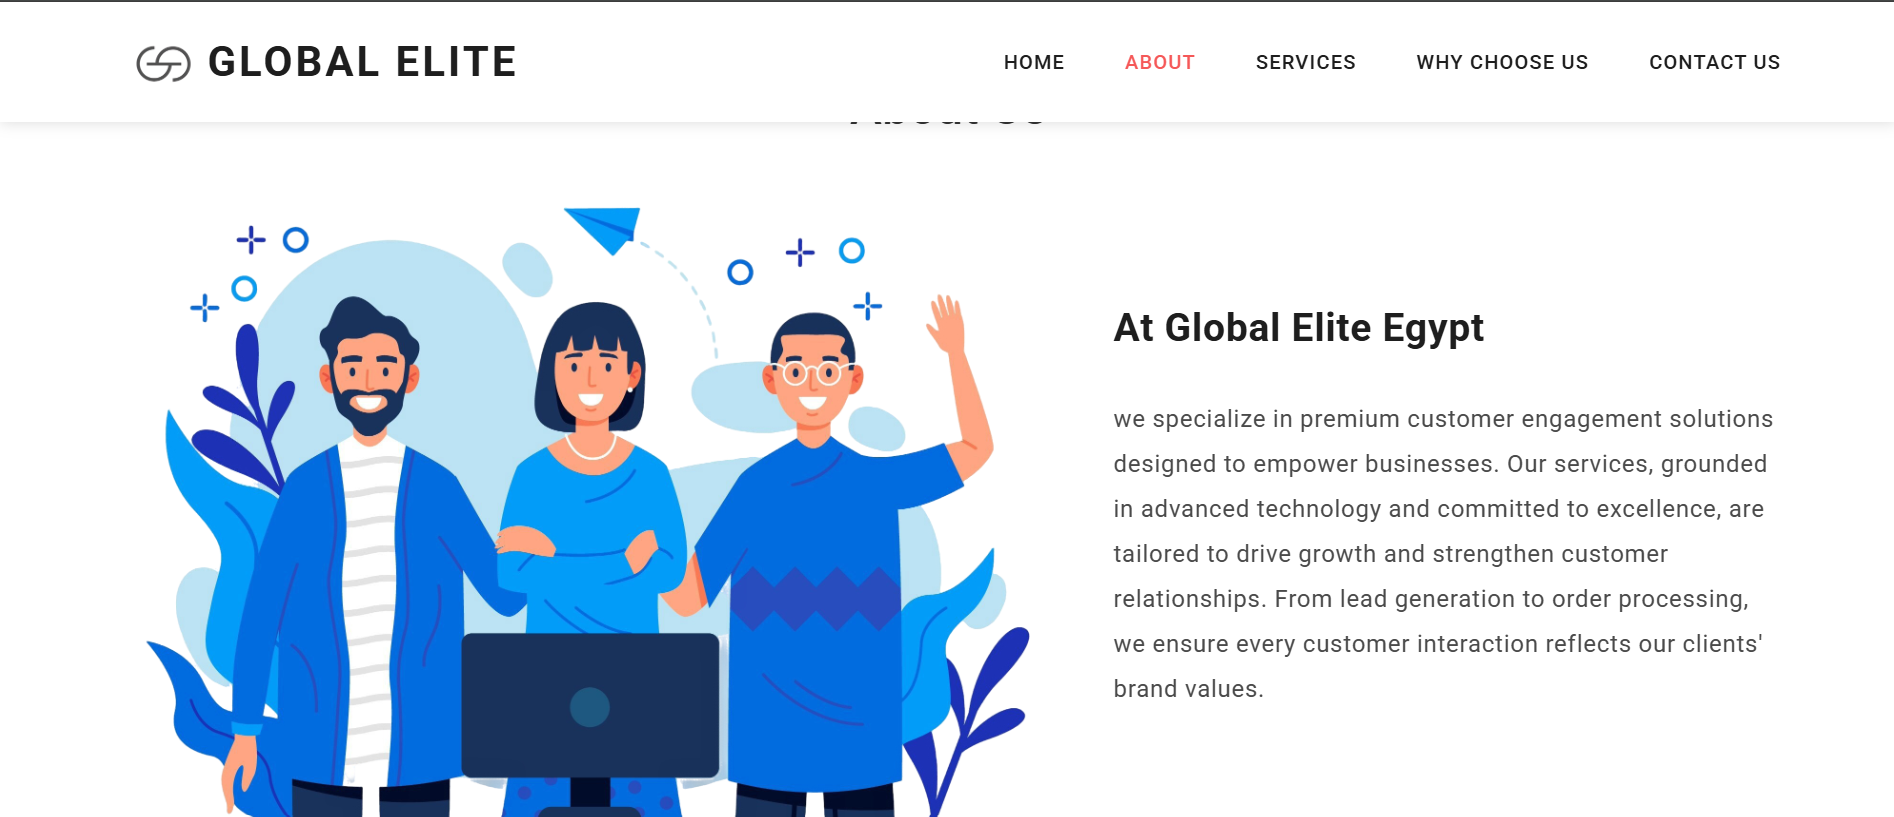 GLOBAL ELITE
HOME ABOUT SERVICES WHY CHOOSE US CONTACT US
At Global Elite Egypt
we specialize in premium customer engagement solutions
designed to empower businesses. Our services, grounded
in advanced technology and committed to excellence, are
tailored to drive growth and strengthen customer
relationships. From lead generation to order processing,
we ensure every customer interaction reflects our clients'
brand values.